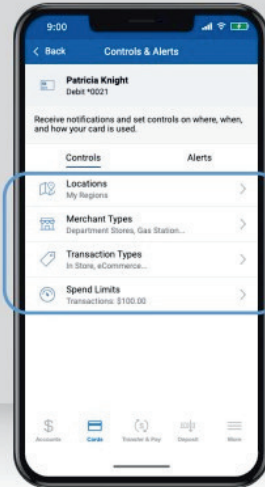 9:00
Back
Controls & Alerts
Patricia Knight
Debit *0021
Receive notifications and set controls on where, when,
and how your card is used.
Controls
Alerts
Locations
My Regions
Merchant Types
Department Stores, Gas Station...
Transaction Types
In Store, eCommerce...
Spend Limits
Transactions: $100.00
Accounts
Cards
Transfer & Pay
Deposit
More